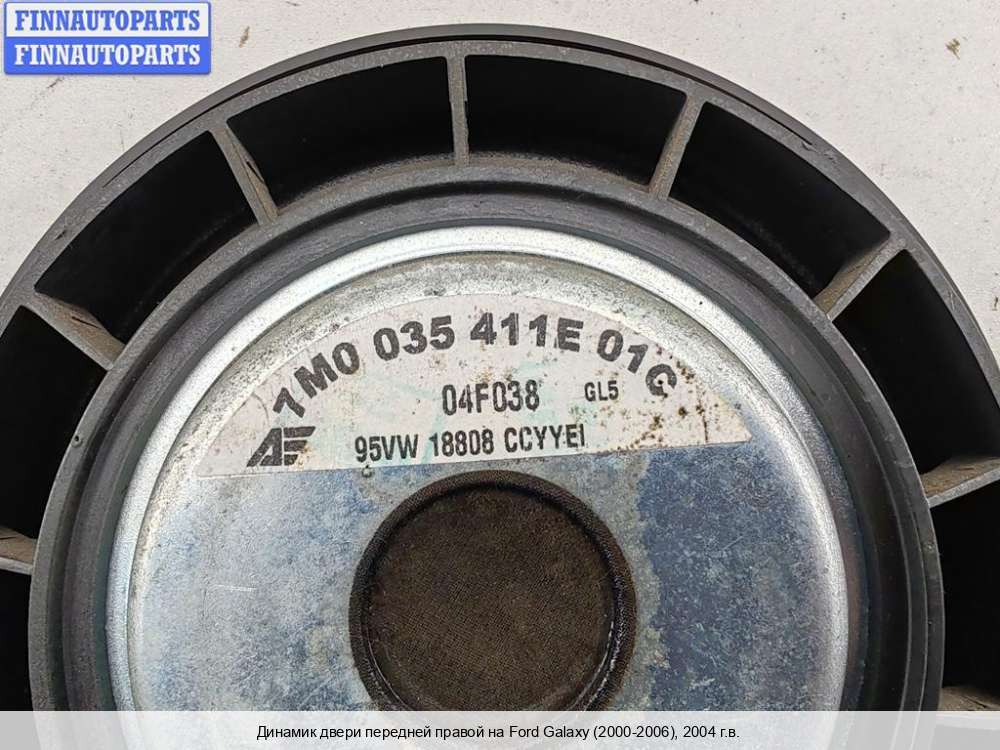 FINNAUTOPARTS
FINNAUTOPARTS
7M0 035 411E 01C
04F038 GL5
95VW 18808 CCYYEI
Динамик двери передней правой на Ford Galaxy (2000-2006), 2004 г.в.